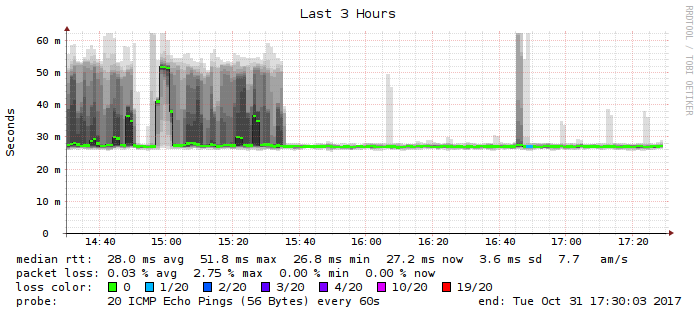 Last 3 Hours
RRDTOOL / TOBI OETIKER
Seconds
60 m
50 m
40 m
30 m
20 m
10 m
0
14:40 15:00 15:20 15:40 16:00 16:20 16:40 17:00 17:20
median rtt: 28.0 ms avg 51.8 ms max 26.8 ms min 27.2 ms now 3.6 ms sd 7.7 am/s
packet loss: 0.03 % avg 2.75 % max 0.00 % min 0.00 % now
loss color: 0 1/20 2/20 3/20 4/20 10/20 19/20
probe: 20 ICMP Echo Pings (56 Bytes) every 60s end: Tue Oct 31 17:30:03 2017